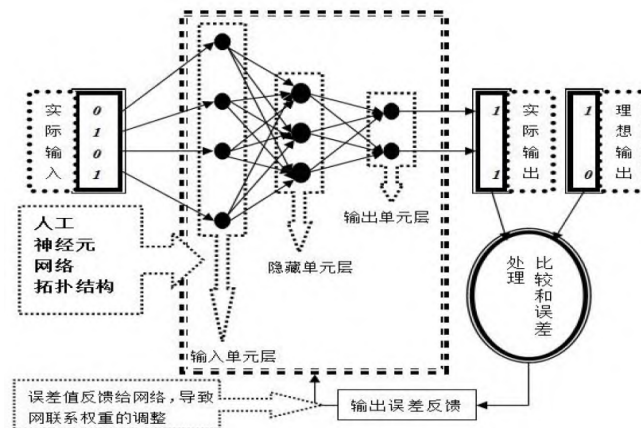 实际输入
0
1
0
1
人工
神经元
网络
拓扑结构
输入单元层
隐藏单元层
输出单元层
1
1
实际输出
1
0
理想输出
比较和误差
处理
输出误差反馈
误差值反馈给网络,导致
网联系权重的调整